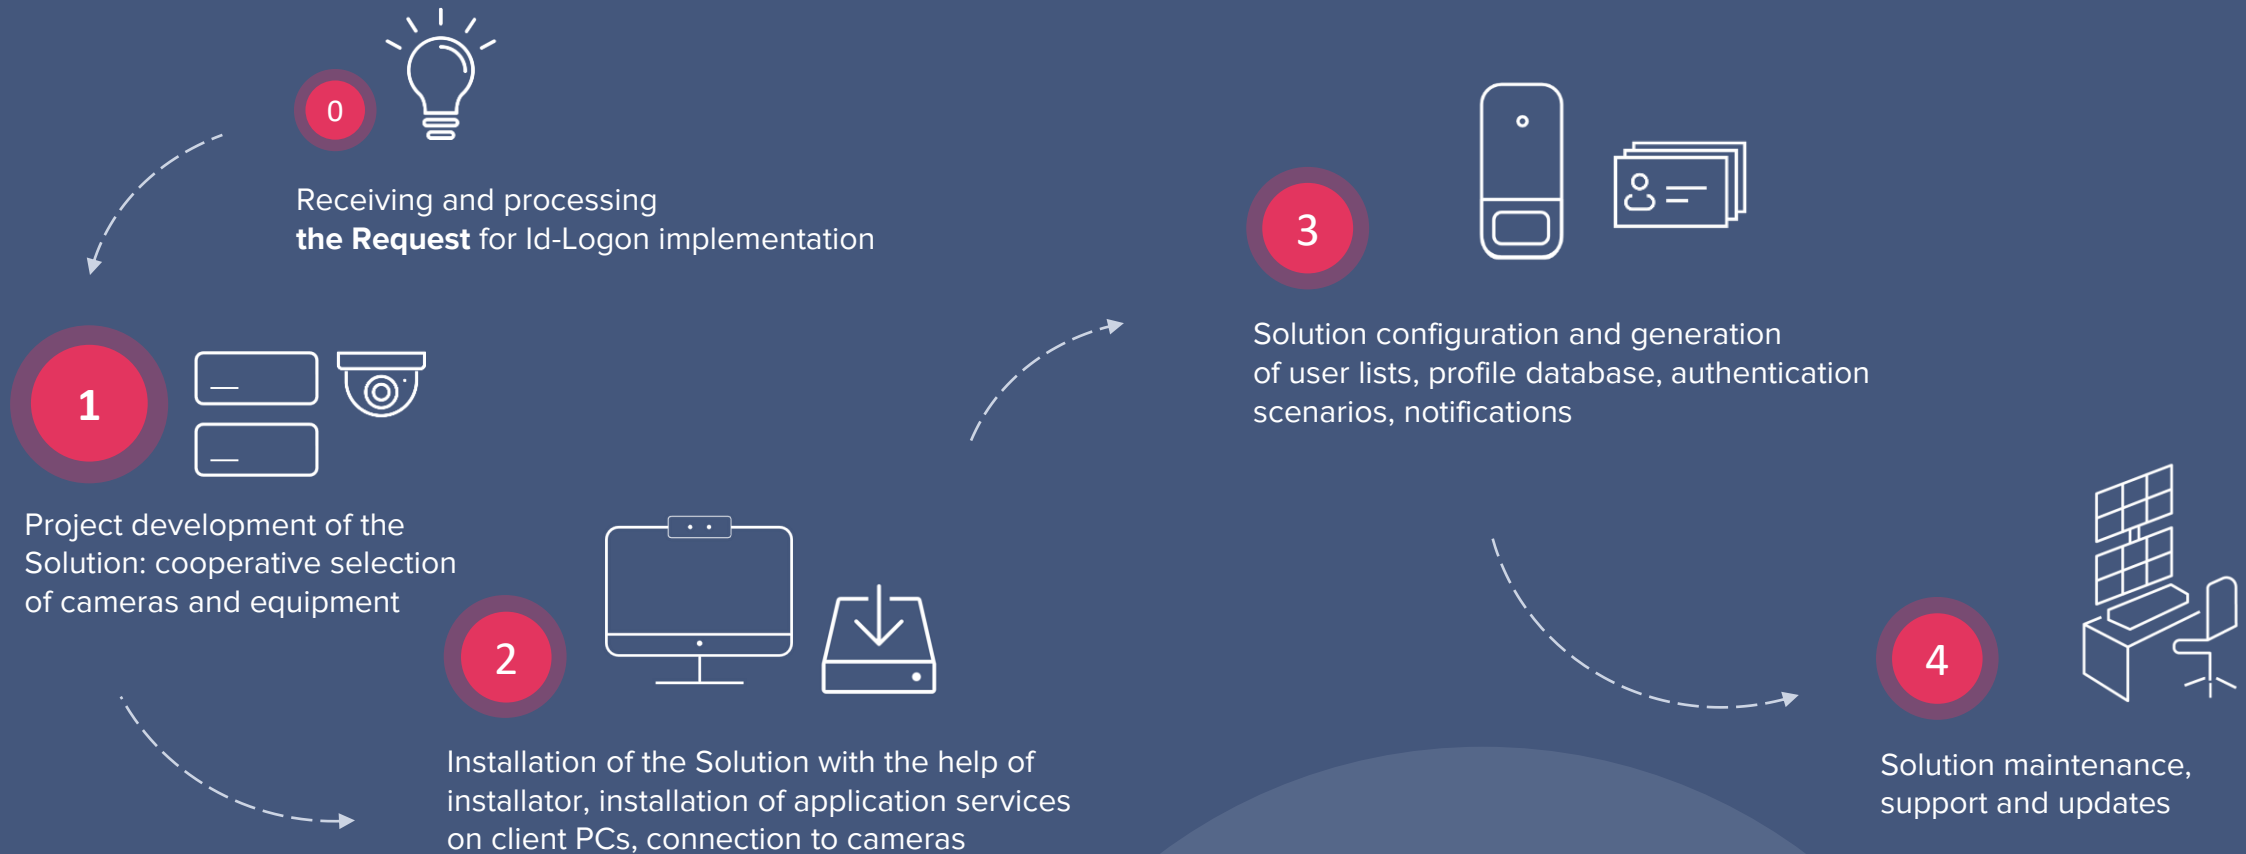 0
Receiving and processing
the Request for Id-Logon implementation
1
Project development of the
Solution: cooperative selection
of cameras and equipment
2
Installation of the Solution with the help of
installator, installation of application services
on client PCs, connection to cameras
3
Solution configuration and generation
of user lists, profile database, authentication
scenarios, notifications
4
Solution maintenance,
support and updates